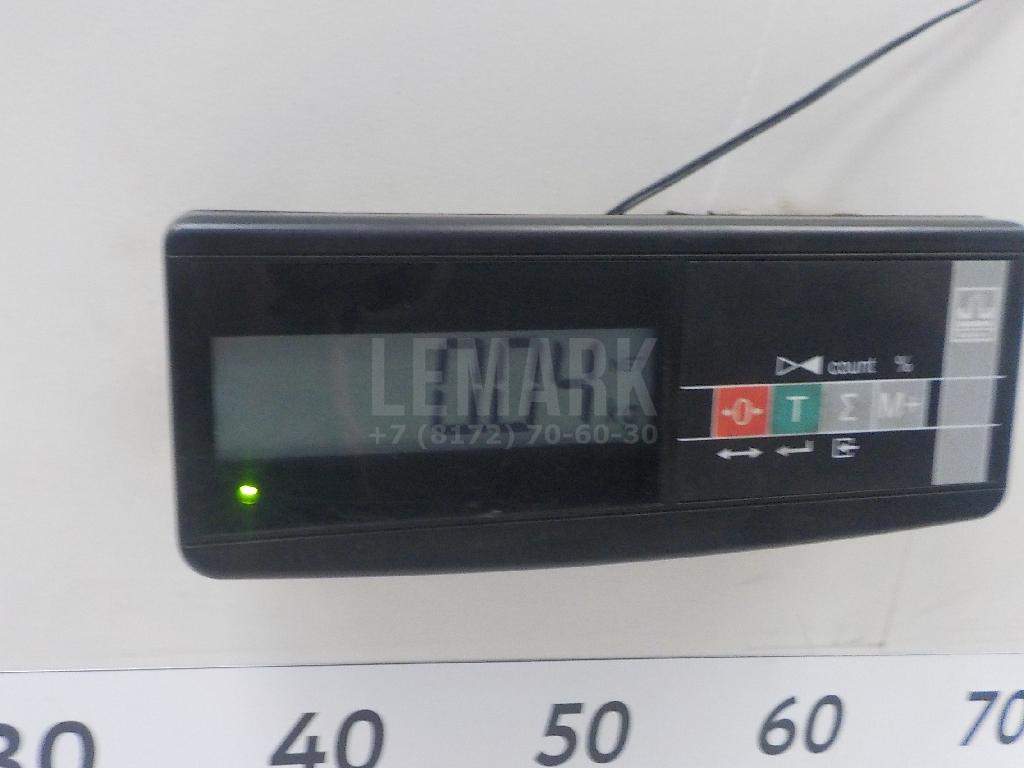 LEMARK
+7 (8172) 70-60-30
count %
→0← T Σ M+
30 40 50 60 70